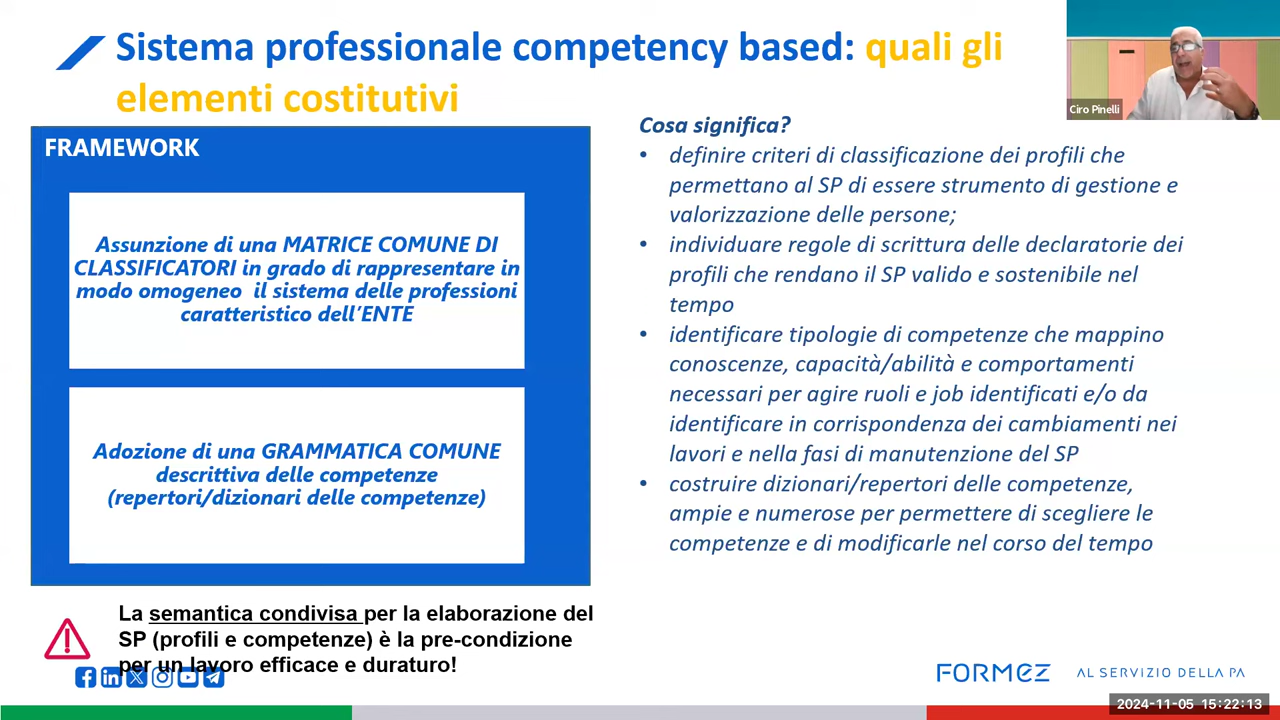 Sistema professionale competency based: quali gli
elementi costitutivi
Ciro Pinelli
FRAMEWORK
Assunzione di una MATRICE COMUNE DI
CLASSIFICATORI in grado di rappresentare in
modo omogeneo il sistema delle professioni
caratteristico dell'ENTE
Adozione di una GRAMMATICA COMUNE
descrittiva delle competenze
(repertori/dizionari delle competenze)
La semantica condivisa per la elaborazione del
SP (profili e competenze) è la pre-condizione
per un lavoro efficace e duraturo!
Cosa significa?
• definire criteri di classificazione dei profili che
permettano al SP di essere strumento di gestione e
valorizzazione delle persone;
• individuare regole di scrittura delle declaratorie dei
profili che rendano il SP valido e sostenibile nel
tempo
• identificare tipologie di competenze che mappino
conoscenze, capacità/abilità e comportamenti
necessari per agire ruoli e job identificati e/o da
identificare in corrispondenza dei cambiamenti nei
lavori e nella fasi di manutenzione del SP
• costruire dizionari/repertori delle competenze,
ampie e numerose per permettere di scegliere le
competenze e di modificarle nel corso del tempo
FORMEZ AL SERVIZIO DELLA PA
2024-11-05 15:22:13